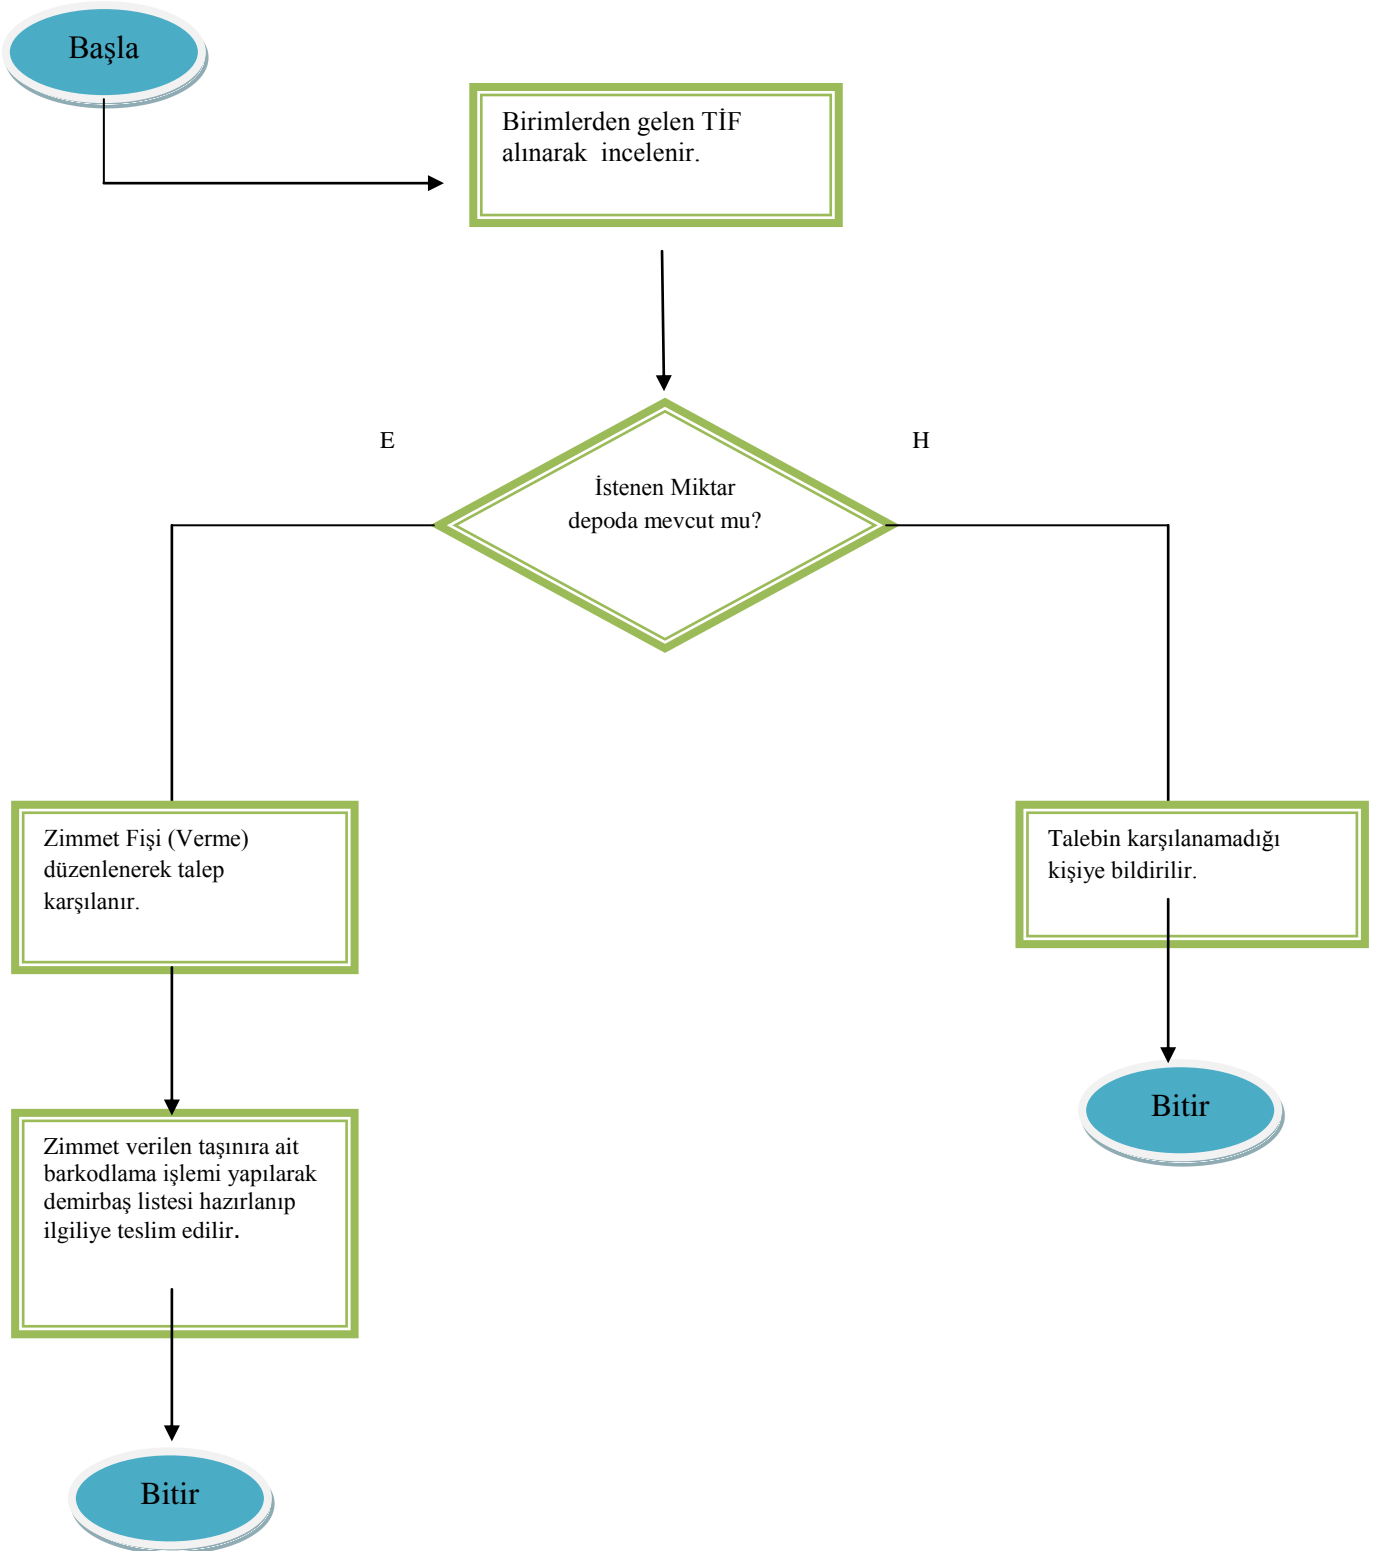 Başla
Birimlerden gelen TİF
alınarak  incelenir.
E
H
İstenen Miktar
depoda mevcut mu?
Zimmet Fişi (Verme)
düzenlenerek talep
karşılanır.
Talebin karşılanamadığı
kişiye bildirilir.
Zimmet verilen taşınıra ait
barkodlama işlemi yapılarak
demirbaş listesi hazırlanıp
ilgiliye teslim edilir.
Bitir
Bitir